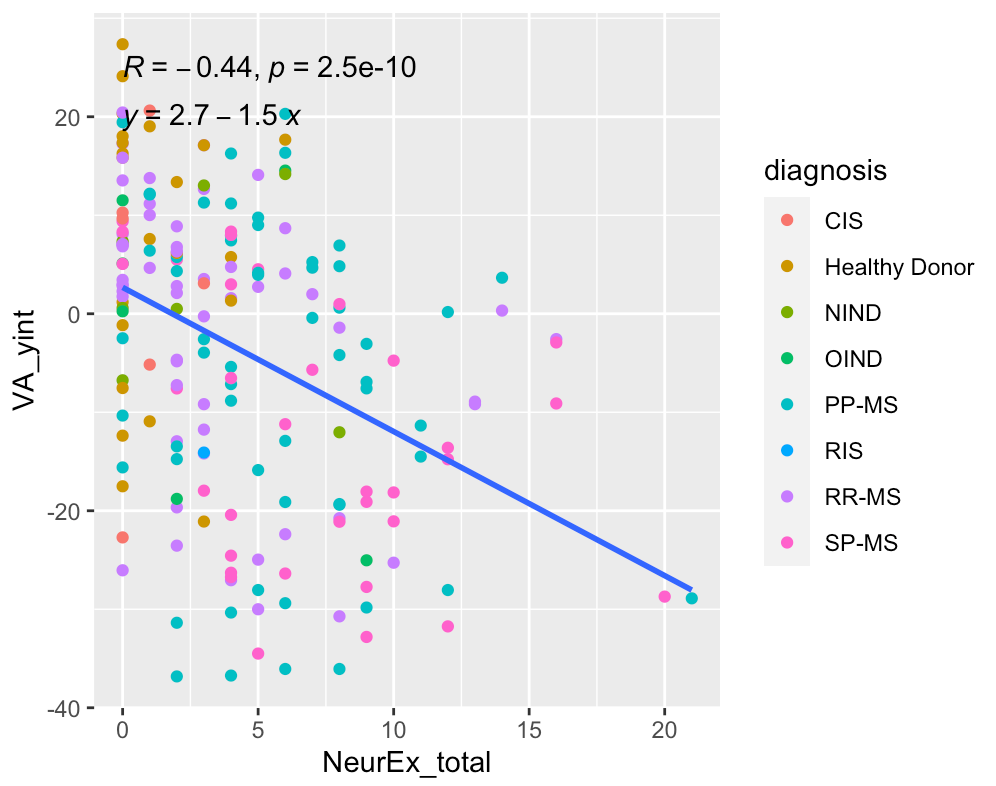 R = – 0.44, p = 2.5e-10
y = 2.7 – 1.5 x
20
0
-20
-40
VA_yint
0 5 10 15 20
NeurEx_total
diagnosis
CIS
Healthy Donor
NIND
OIND
PP-MS
RIS
RR-MS
SP-MS